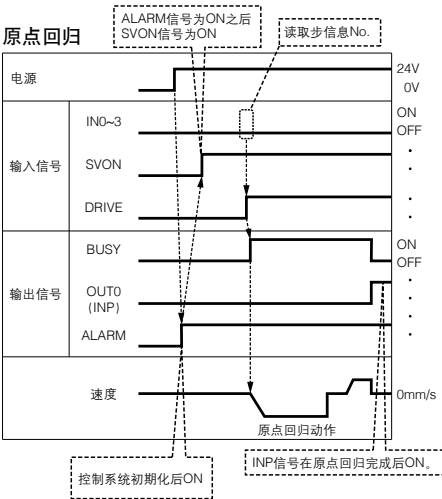 ALARM信号为ON之后
SVON信号为ON
原点回归
读取步信息No.
电源
24V
0V
输入信号
IN0~3
ON
OFF
SVON
DRIVE
输出信号
BUSY
ON
OFF
OUT0
(INP)
ALARM
速度
0mm/s
原点回归动作
控制系统初期化后ON
INP信号在原点回归完成后ON。